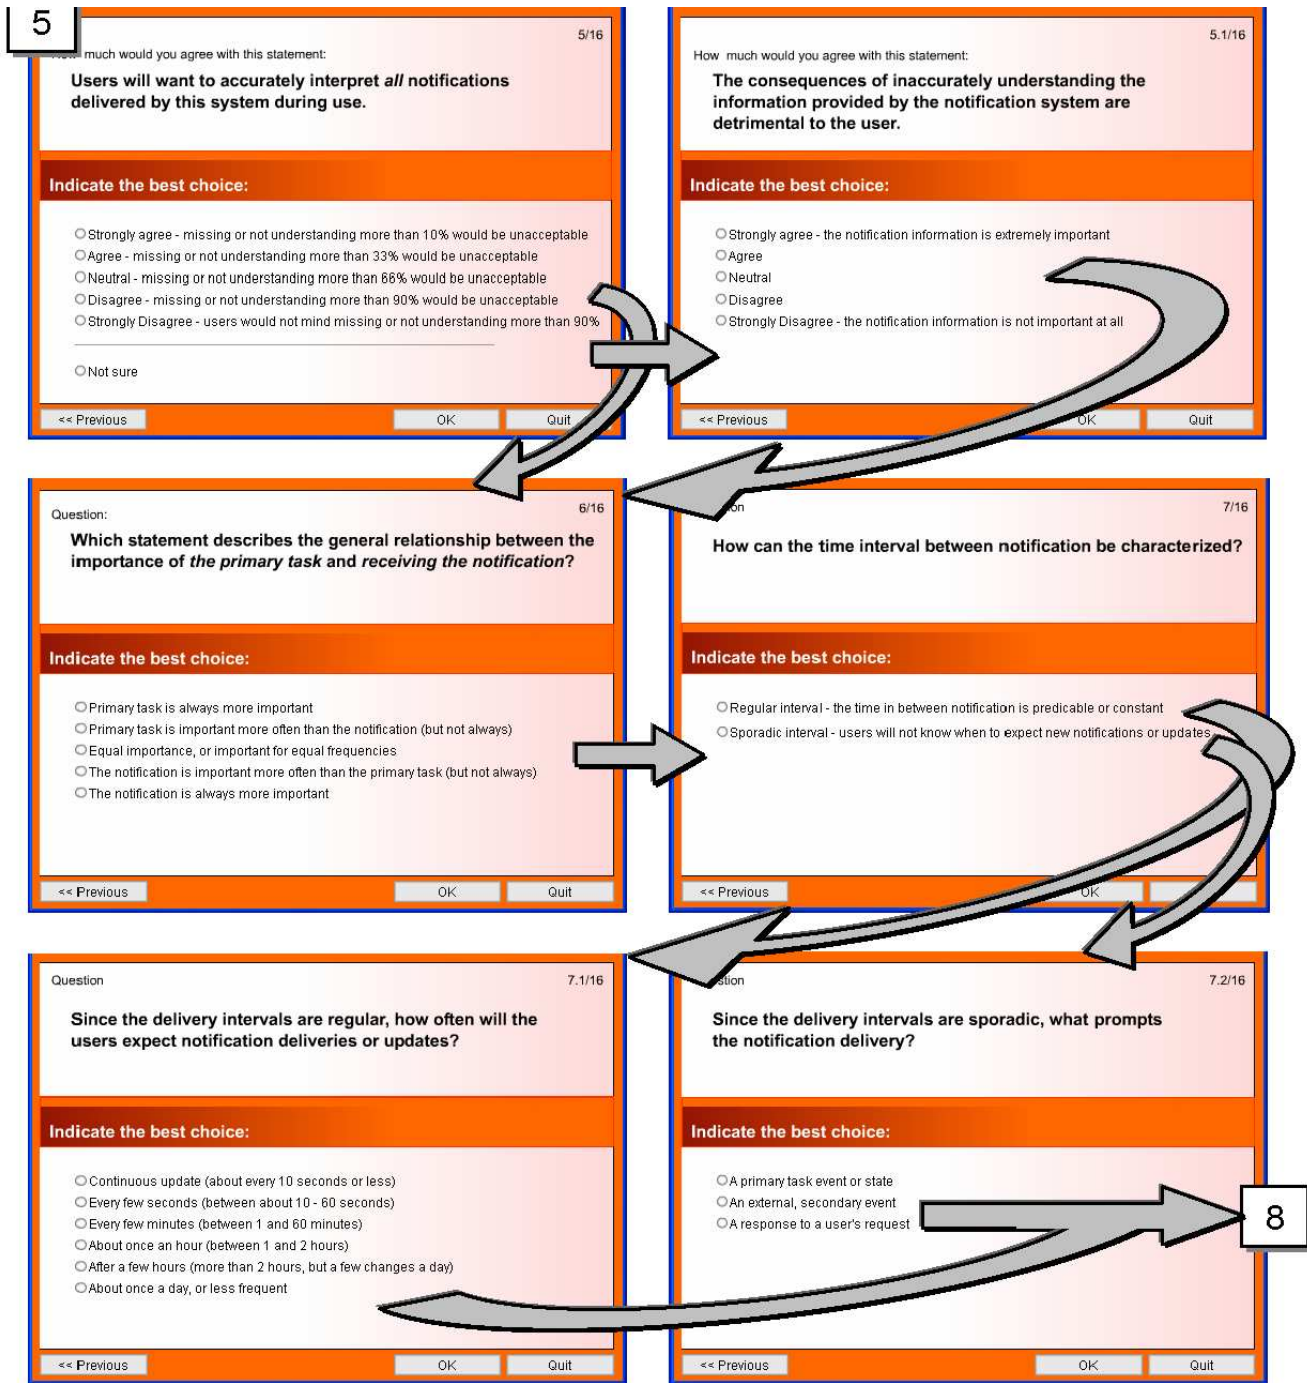 5
5/16
much would you agree with this statement:
Users will want to accurately interpret all notifications
delivered by this system during use.
Indicate the best choice:
Strongly agree - missing or not understanding more than 10% would be unacceptable
Agree - missing or not understanding more than 33% would be unacceptable
Neutral - missing or not understanding more than 66% would be unacceptable
Disagree - missing or not understanding more than 90% would be unacceptable
Strongly Disagree - users would not mind missing or not understanding more than 90%
Not sure
<< Previous
OK
Quit
5.1/16
How much would you agree with this statement:
The consequences of inaccurately understanding the
information provided by the notification system are
detrimental to the user.
Indicate the best choice:
Strongly agree - the notification information is extremely important
Agree
Neutral
Disagree
Strongly Disagree - the notification information is not important at all
<< Previous
OK
Quit
6/16
Question:
Which statement describes the general relationship between the
importance of the primary task and receiving the notification?
Indicate the best choice:
Primary task is always more important
Primary task is important more often than the notification (but not always)
Equal importance, or important for equal frequencies
The notification is important more often than the primary task (but not always)
The notification is always more important
<< Previous
OK
Quit
7/16
How can the time interval between notification be characterized?
Indicate the best choice:
Regular interval - the time in between notification is predicable or constant
Sporadic interval - users will not know when to expect new notifications or updates
<< Previous
OK
Question
7.1/16
Since the delivery intervals are regular, how often will the
users expect notification deliveries or updates?
Indicate the best choice:
Continuous update (about every 10 seconds or less)
Every few seconds (between about 10 - 60 seconds)
Every few minutes (between 1 and 60 minutes)
About once an hour (between 1 and 2 hours)
After a few hours (more than 2 hours, but a few changes a day)
About once a day, or less frequent
<< Previous
OK
Quit
7.2/16
Since the delivery intervals are sporadic, what prompts
the notification delivery?
Indicate the best choice:
A primary task event or state
An external, secondary event
A response to a user's request
<< Previous
OK
Quit
8